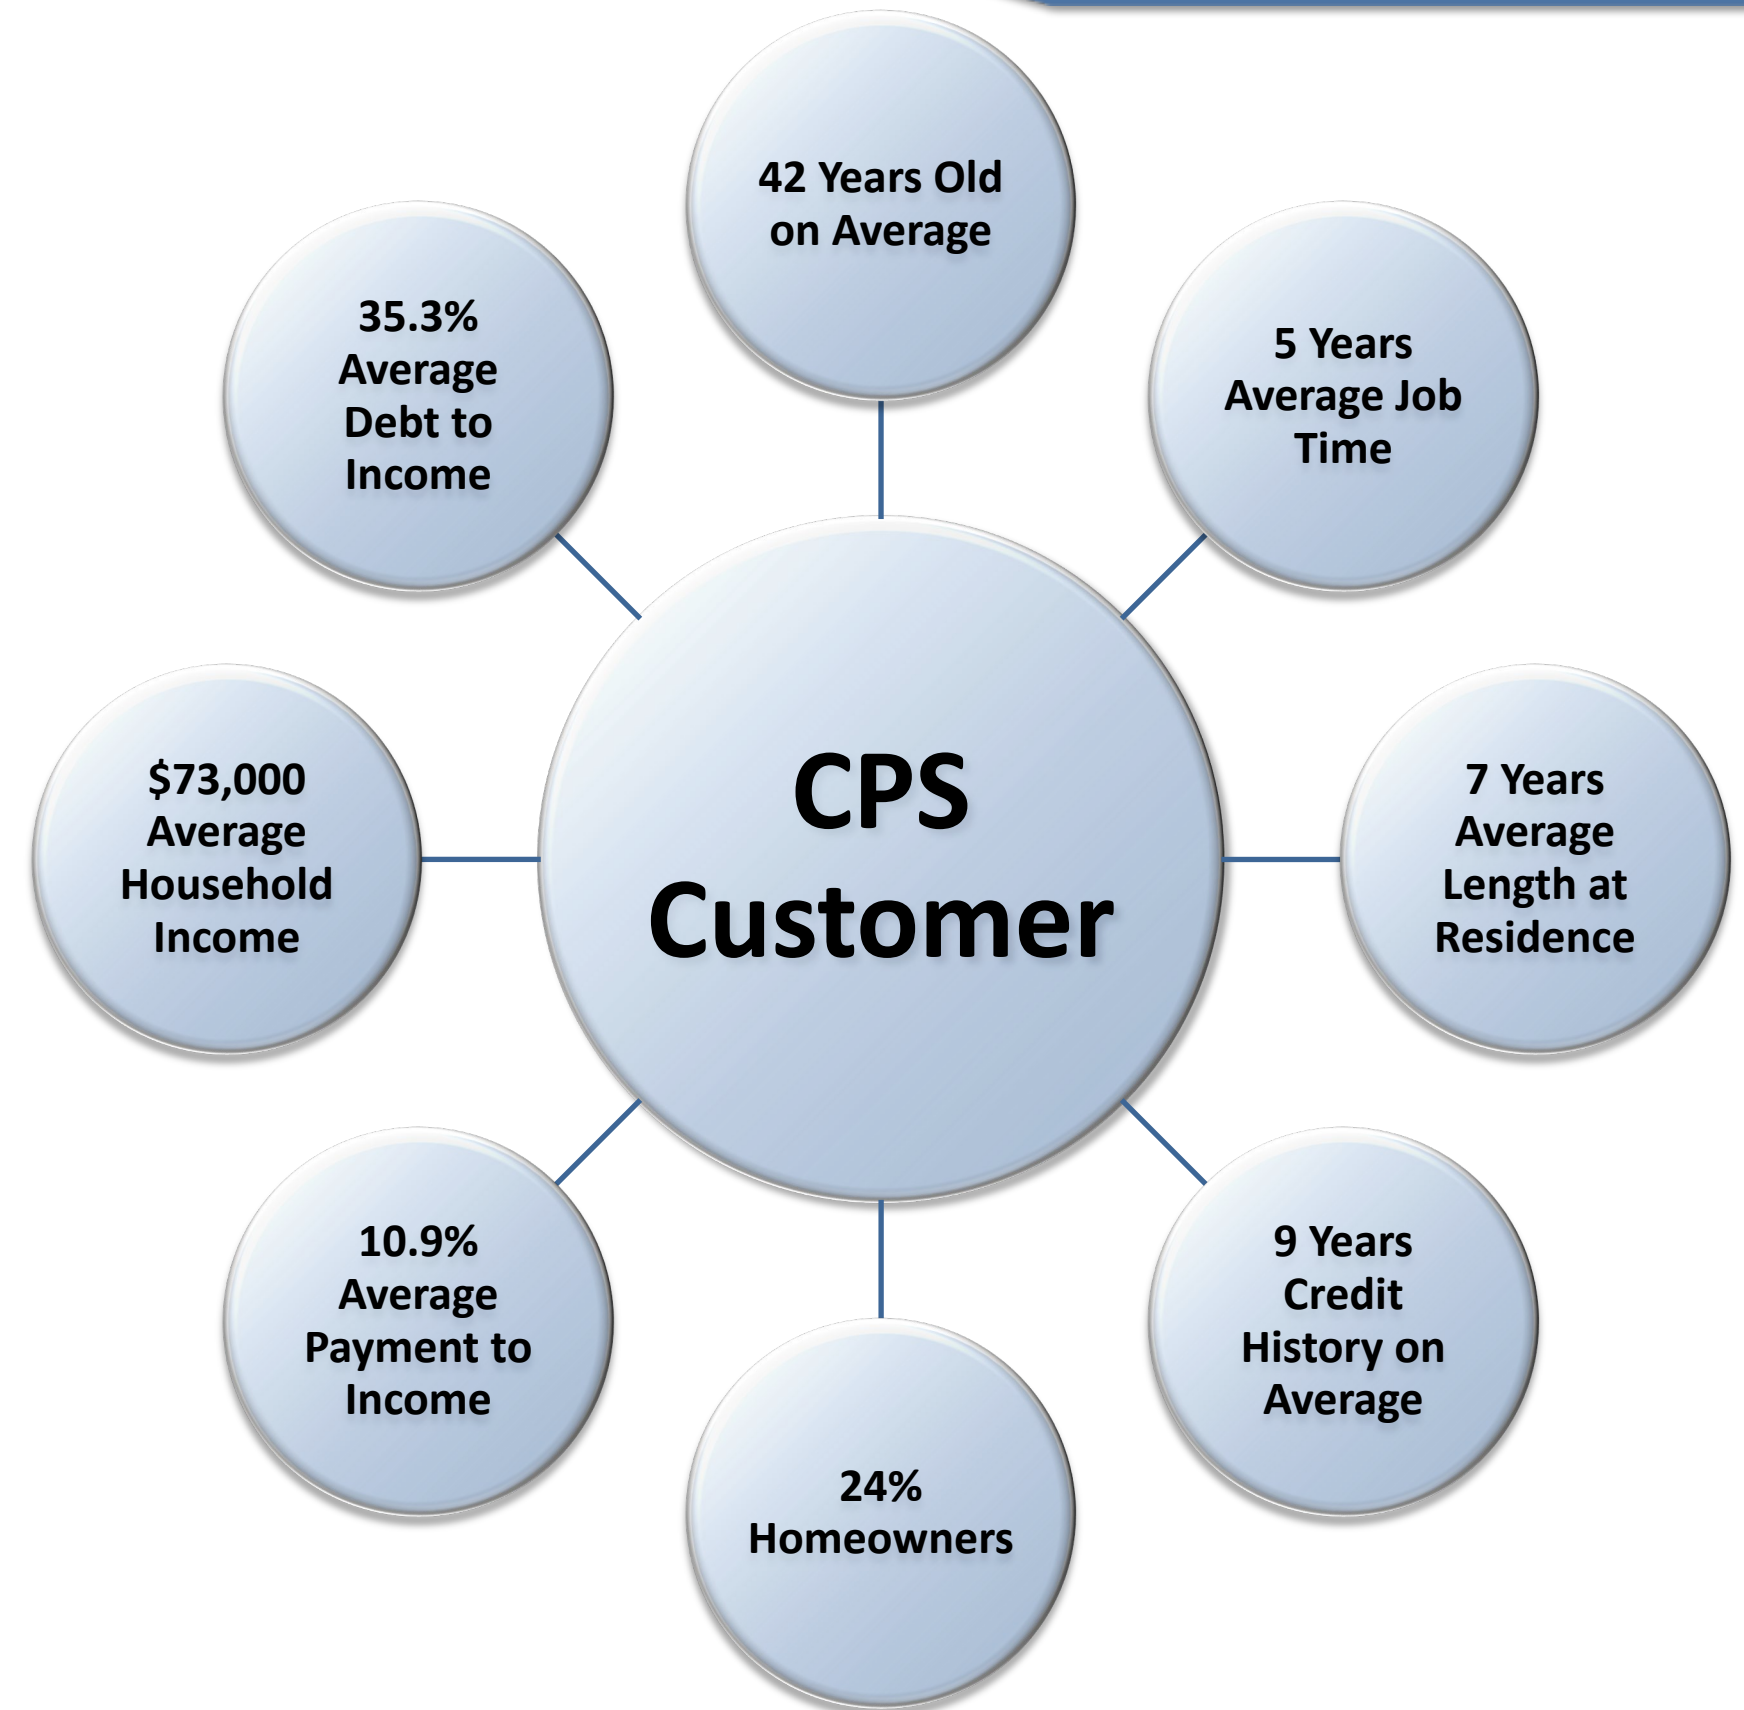 42 Years Old
on Average
5 Years
Average Job
Time
7 Years
Average
Length at
Residence
9 Years
Credit
History on
Average
24%
Homeowners
10.9%
Average
Payment to
Income
$73,000
Average
Household
Income
35.3%
Average
Debt to
Income
CPS
Customer